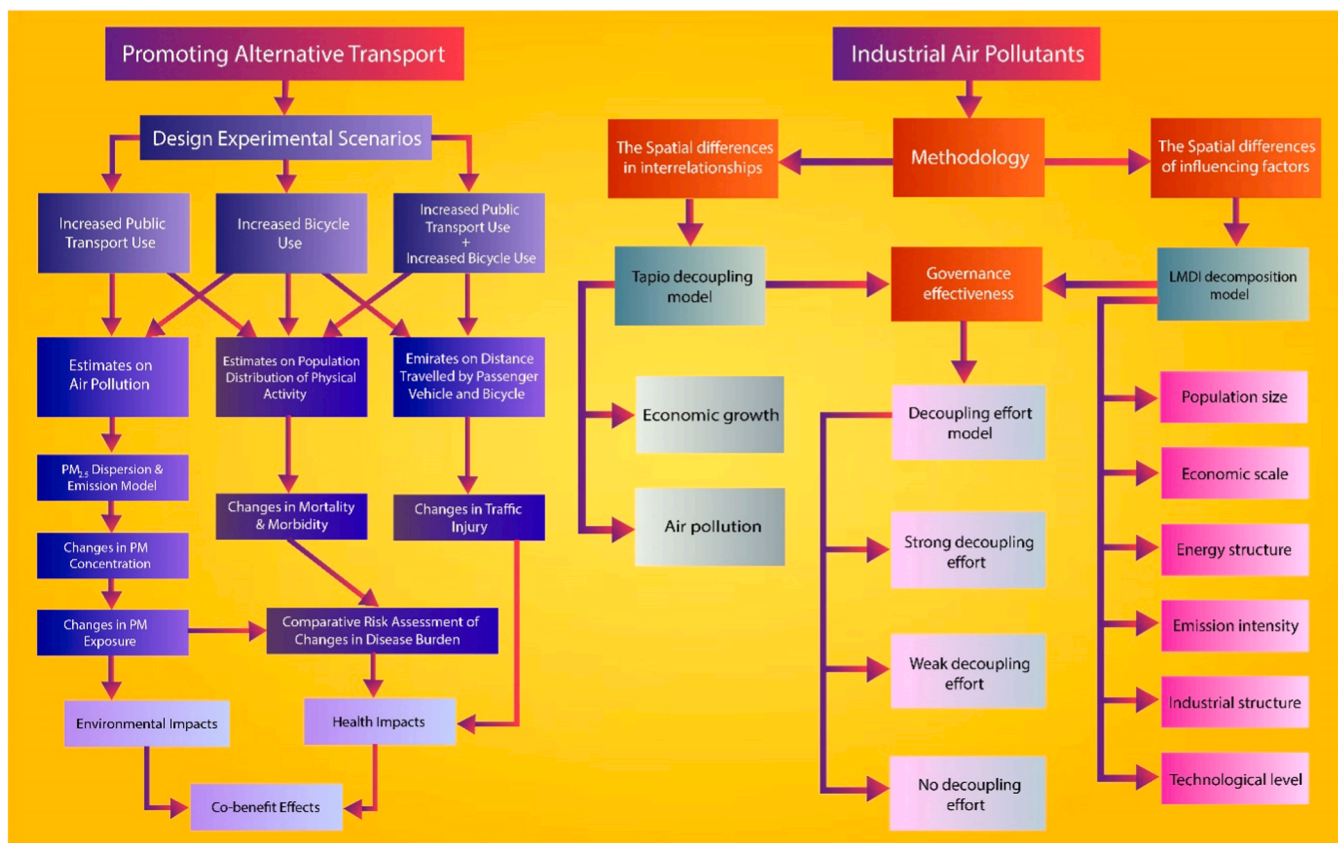 Promoting Alternative Transport
Design Experimental Scenarios
Increased Public
Transport Use
Increased Bicycle
Use
Increased Public
Transport Use
+
Increased Bicycle Use
Estimates on
Air Pollution
Estimates on Population
Distribution of Physical
Activity
Emirates on Distance
Travelled by Passenger
Vehicle and Bicycle
PM2.5 Dispersion &
Emission Model
Changes in Mortality
& Morbidity
Changes in Traffic
Injury
Changes in PM
Concentration
Changes in PM
Exposure
Comparative Risk Assessment of
Changes in Disease Burden
Environmental Impacts
Health Impacts
Co-benefit Effects
Industrial Air Pollutants
The Spatial differences
in interrelationships
Methodology
The Spatial differences
of influencing factors
Tapio decoupling
model
Governance
effectiveness
LMDI decomposition
model
Economic growth
Air pollution
Decoupling effort
model
Strong decoupling
effort
Weak decoupling
effort
No decoupling
effort
Population size
Economic scale
Energy structure
Emission intensity
Industrial structure
Technological level